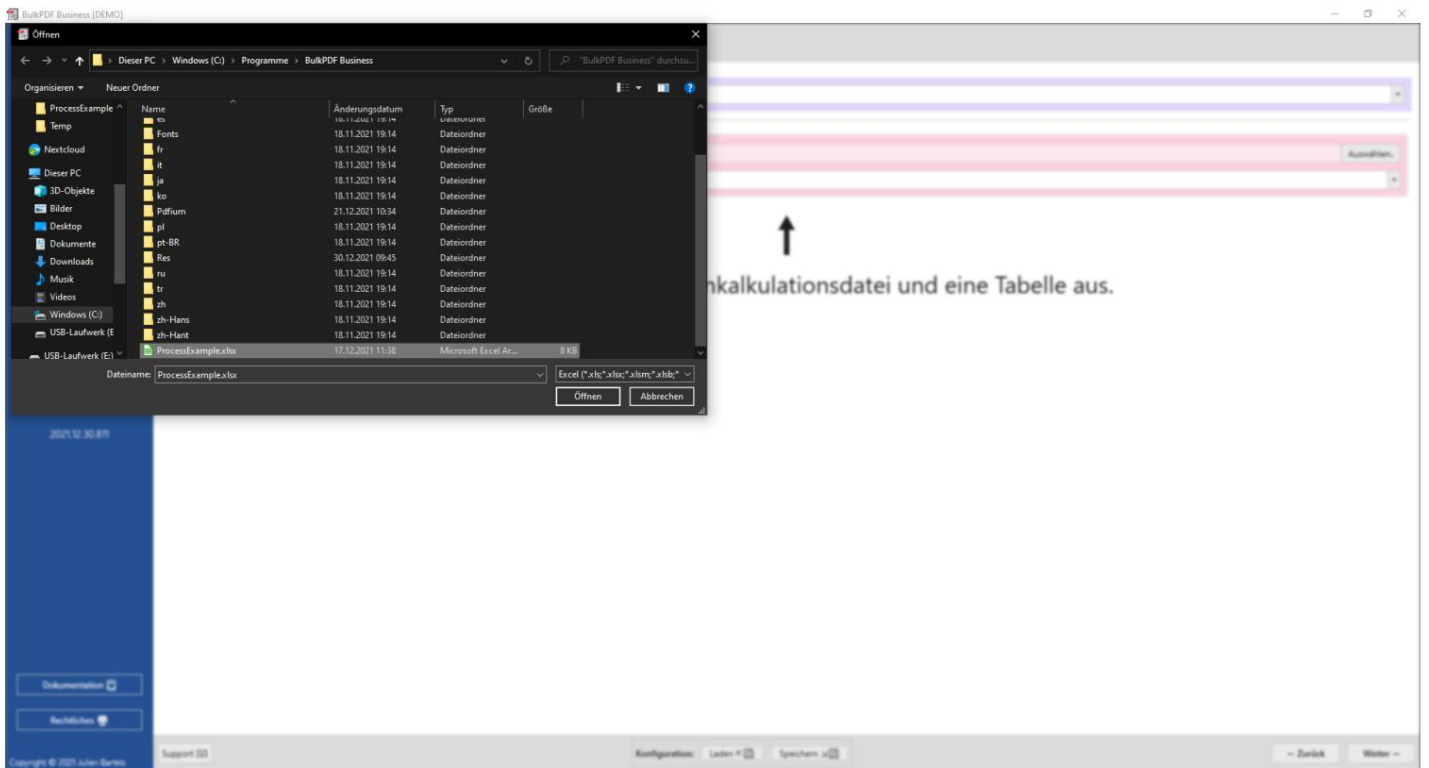 BulkPDF Business [DEMO]
Öffnen
Dieser PC > Windows (C:) > Programme > BulkPDF Business
"BulkPDF Business" durchsu...
Organisieren
Neuer Ordner
ProcessExample
Temp
Nextcloud
Dieser PC
3D-Objekte
Bilder
Desktop
Dokumente
Downloads
Musik
Videos
Windows (C:)
USB-Laufwerk (E
USB-Laufwerk (E:)
Name Änderungsdatum Typ Größe
es 18.11.2021 19:14 Dateiordner
Fonts 18.11.2021 19:14 Dateiordner
fr 18.11.2021 19:14 Dateiordner
it 18.11.2021 19:14 Dateiordner
ja 18.11.2021 19:14 Dateiordner
ko 18.11.2021 19:14 Dateiordner
Pdfium 21.12.2021 10:34 Dateiordner
pl 18.11.2021 19:14 Dateiordner
pt-BR 18.11.2021 19:14 Dateiordner
Res 30.12.2021 09:45 Dateiordner
ru 18.11.2021 19:14 Dateiordner
tr 18.11.2021 19:14 Dateiordner
zh 18.11.2021 19:14 Dateiordner
zh-Hans 18.11.2021 19:14 Dateiordner
zh-Hant 18.11.2021 19:14 Dateiordner
ProcessExample.xlsx 17.12.2021 11:38 Microsoft Excel Ar... 8 KB
Dateiname: ProcessExample.xlsx
Excel (*.xls;*.xlsx;*.xlsm;*.xlsb;*
Öffnen
Abbrechen
Auswählen..
nkalkulationsdatei und eine Tabelle aus.
2021.12.30.811
Dokumentation
Rechtliches
Copyright © 2021 Julien Bartels
Support
Konfiguration: Laden Speichern
Zurück
Weiter